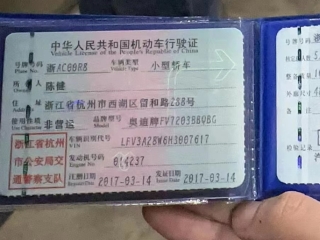 中华人民共和国机动车行驶证
Vehicle License of the People's Republic of China
号牌号码 浙AC00R8 车辆类型 小型轿车
Plate No. Vehicle Type
所 有 人 陈健
住 址 浙江省杭州市西湖区留和路288号
使用性质 非营运 品牌型号 奥迪牌FV7203BBQBG
浙江省杭州
市公安局交
通警察支队
车辆识别代号 LFV3A28W6H3007617
VIN
发动机号码 014237
Engine No.
注册日期 2017-03-14 发证日期 2017-03-14
Register Date Issue Date